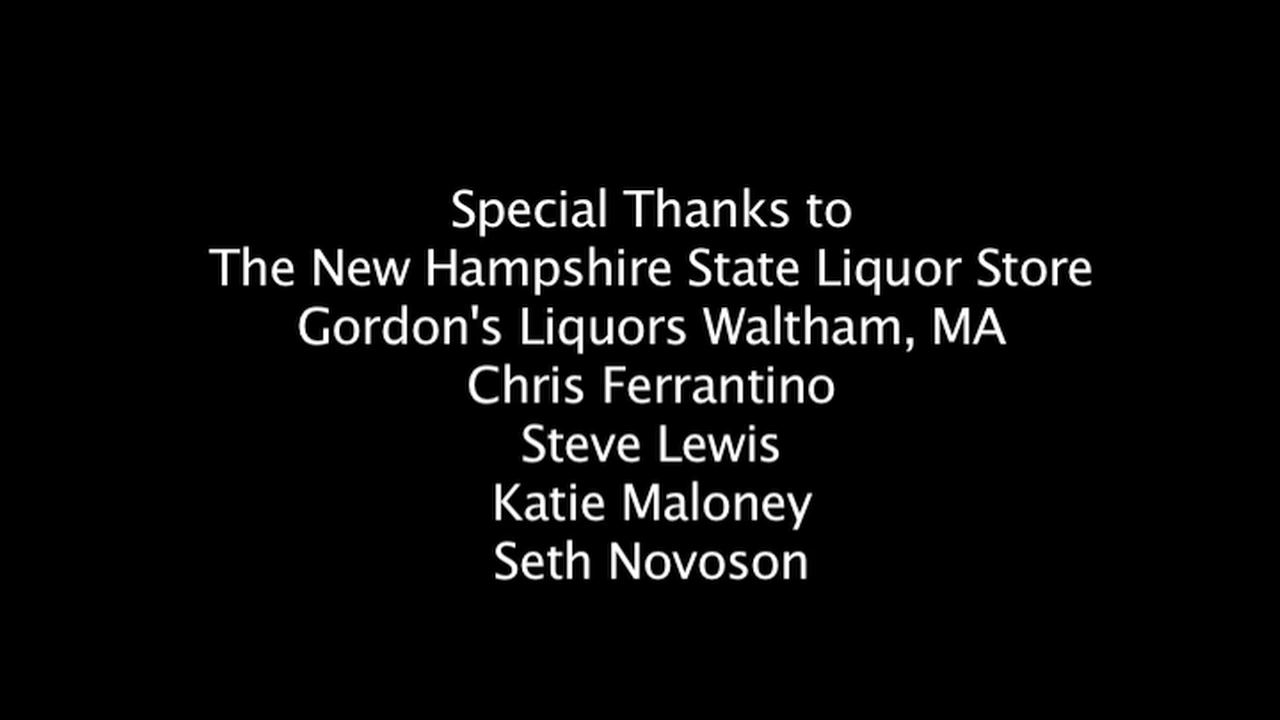 Special Thanks to
The New Hampshire State Liquor Store
Gordon's Liquors Waltham, MA
Chris Ferrantino
Steve Lewis
Katie Maloney
Seth Novoson